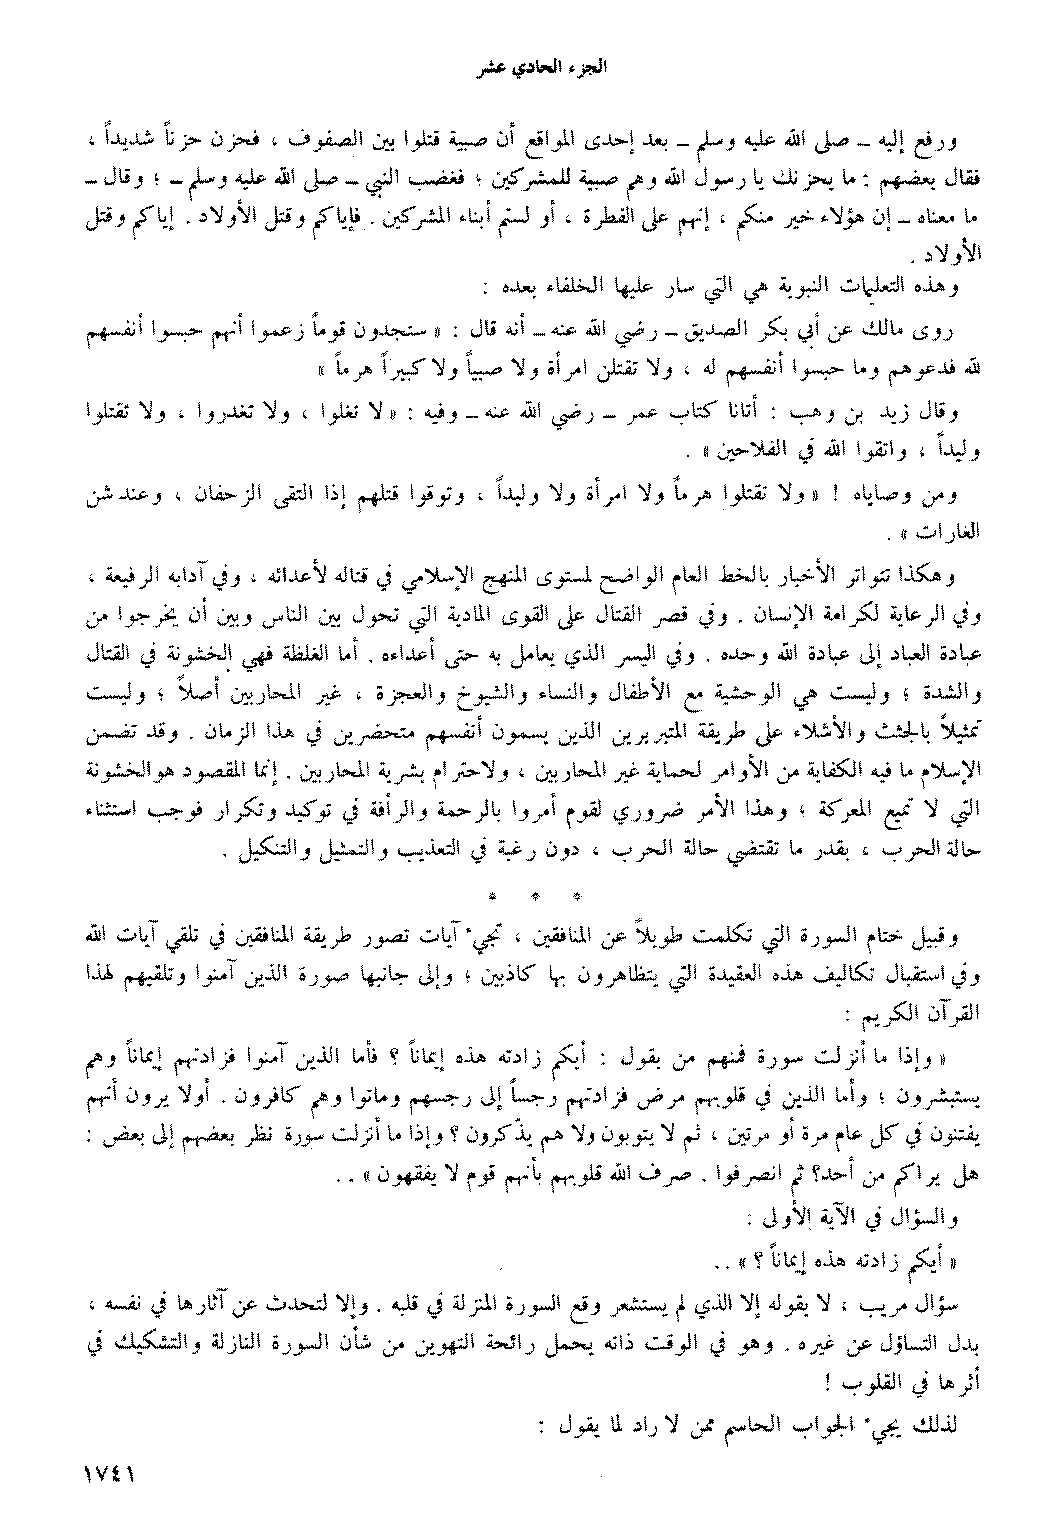 الجزء الحادي عشر
ورفع إليه – صلى الله عليه وسلم – بعد إحدى المواقع أن صبية قتلوا بين الصفوف ، فحزن حزناً شديداً ،
فقال بعضهم : ما يحزنك يا رسول الله وهم صبية للمشركين ؛ فغضب النبي – صلى الله عليه وسلم – ؛ وقال –
ما معناه – إن هؤلاء خير منكم ، إنهم على الفطرة ، أو لستم أبناء المشركين . فإياكم وقتل الأولاد . إياكم وقتل
الأولاد .
وهذه التعليمات النبوية هي التي سار عليها الخلفاء بعده :
روى مالك عن أبي بكر الصديق – رضي الله عنه – أنه قال : « ستجدون قوماً زعموا أنهم حبسوا أنفسهم
لله فدعوهم وما حبسوا أنفسهم له ، ولا تقتلن امرأة ولا صبياً ولا كبيراً هرماً »
وقال زيد بن وهب : أتانا كتاب عمر – رضي الله عنه – وفيه : « لا تغلوا ، ولا تغدروا ، ولا تقتلوا
وليداً ، واتقوا الله في الفلاحين » .
ومن وصاياه ! « ولا تقتلوا هرماً ولا امرأة ولا وليداً ، وتوقوا قتلهم إذا التقى الزحفان ، وعند شن
الغارات » .
وهكذا تتواتر الأخبار بالخط العام الواضح لمستوى المنهج الإسلامي في قتاله لأعدائه ، وفي آدابه الرفيعة ،
وفي الرعاية لكرامة الإنسان . وفي قصر القتال على القوى المادية التي تحول بين الناس وبين أن يخرجوا من
عبادة العباد إلى عبادة الله وحده . وفي اليسر الذي يعامل به حتى أعداءه . أما الغلظة فهي الخشونة في القتال
والشدة ؛ وليست هي الوحشية مع الأطفال والنساء والشيوخ والعجزة ، غير المحاربين أصلاً ؛ وليست
تمثيلاً بالجثث والأشلاء على طريقة المتبربرين الذين يسمون أنفسهم متحضرين في هذا الزمان . وقد تضمن
الإسلام ما فيه الكفاية من الأوامر لحماية غير المحاربين ، ولاحترام بشرية المحاربين . إنما المقصود هو الخشونة
التي لا تميع المعركة ؛ وهذا الأمر ضروري لقوم أمروا بالرحمة والرأفة في توكيد وتكرار فوجب استثناء
حالة الحرب ، بقدر ما تقتضي حالة الحرب ، دون رغبة في التعذيب والتمثيل والتنكيل .
* * *
وقبيل ختام السورة التي تكلمت طويلاً عن المنافقين ، تجيء آيات تصور طريقة المنافقين في تلقي آيات الله
وفي استقبال تكاليف هذه العقيدة التي يتظاهرون بها كاذبين ؛ وإلى جانبها صورة الذين آمنوا وتلقيهم لهذا
القرآن الكريم :
« وإذا ما أنزلت سورة فمنهم من يقول : أيكم زادته هذه إيماناً ؟ فأما الذين آمنوا فزادتهم إيماناً وهم
يستبشرون ؛ وأما الذين في قلوبهم مرض فزادتهم رجساً إلى رجسهم وماتوا وهم كافرون . أولا يرون أنهم
يفتنون في كل عام مرة أو مرتين ، ثم لا يتوبون ولا هم يذّكرون ؟ وإذا ما أنزلت سورة نظر بعضهم إلى بعض :
هل يراكم من أحد؟ ثم انصرفوا . صرف الله قلوبهم بأنهم قوم لا يفقهون » . .
والسؤال في الآية الأولى :
« أيكم زادته هذه إيماناً ؟ » . .
سؤال مريب ، لا يقوله إلا الذي لم يستشعر وقع السورة المنزلة في قلبه . وإلا لتحدث عن آثارها في نفسه ،
بدل التساؤل عن غيره . وهو في الوقت ذاته يحمل رائحة التهوين من شأن السورة النازلة والتشكيك في
أثرها في القلوب !
لذلك يجيء الجواب الحاسم ممن لا راد لما يقول :
١٧٤١